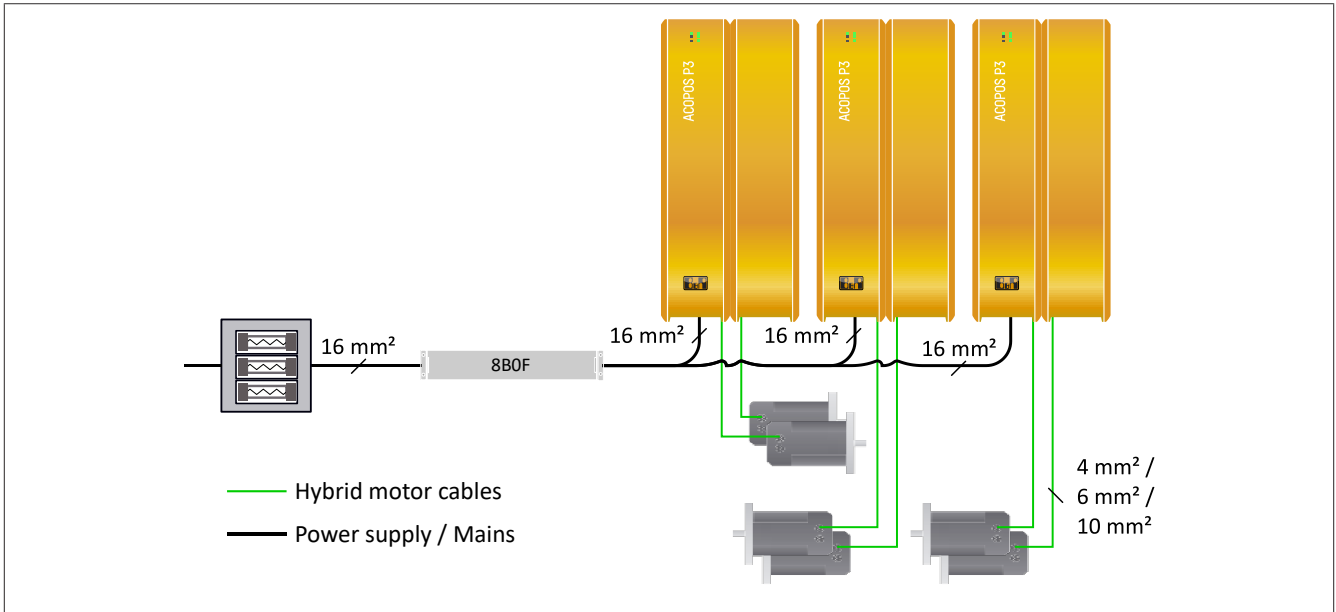 ACOPOS P3
ACOPOS P3
ACOPOS P3
16 mm²
16 mm²
16 mm²
16 mm²
8B0F
4 mm² /
6 mm² /
10 mm²
Hybrid motor cables
Power supply / Mains